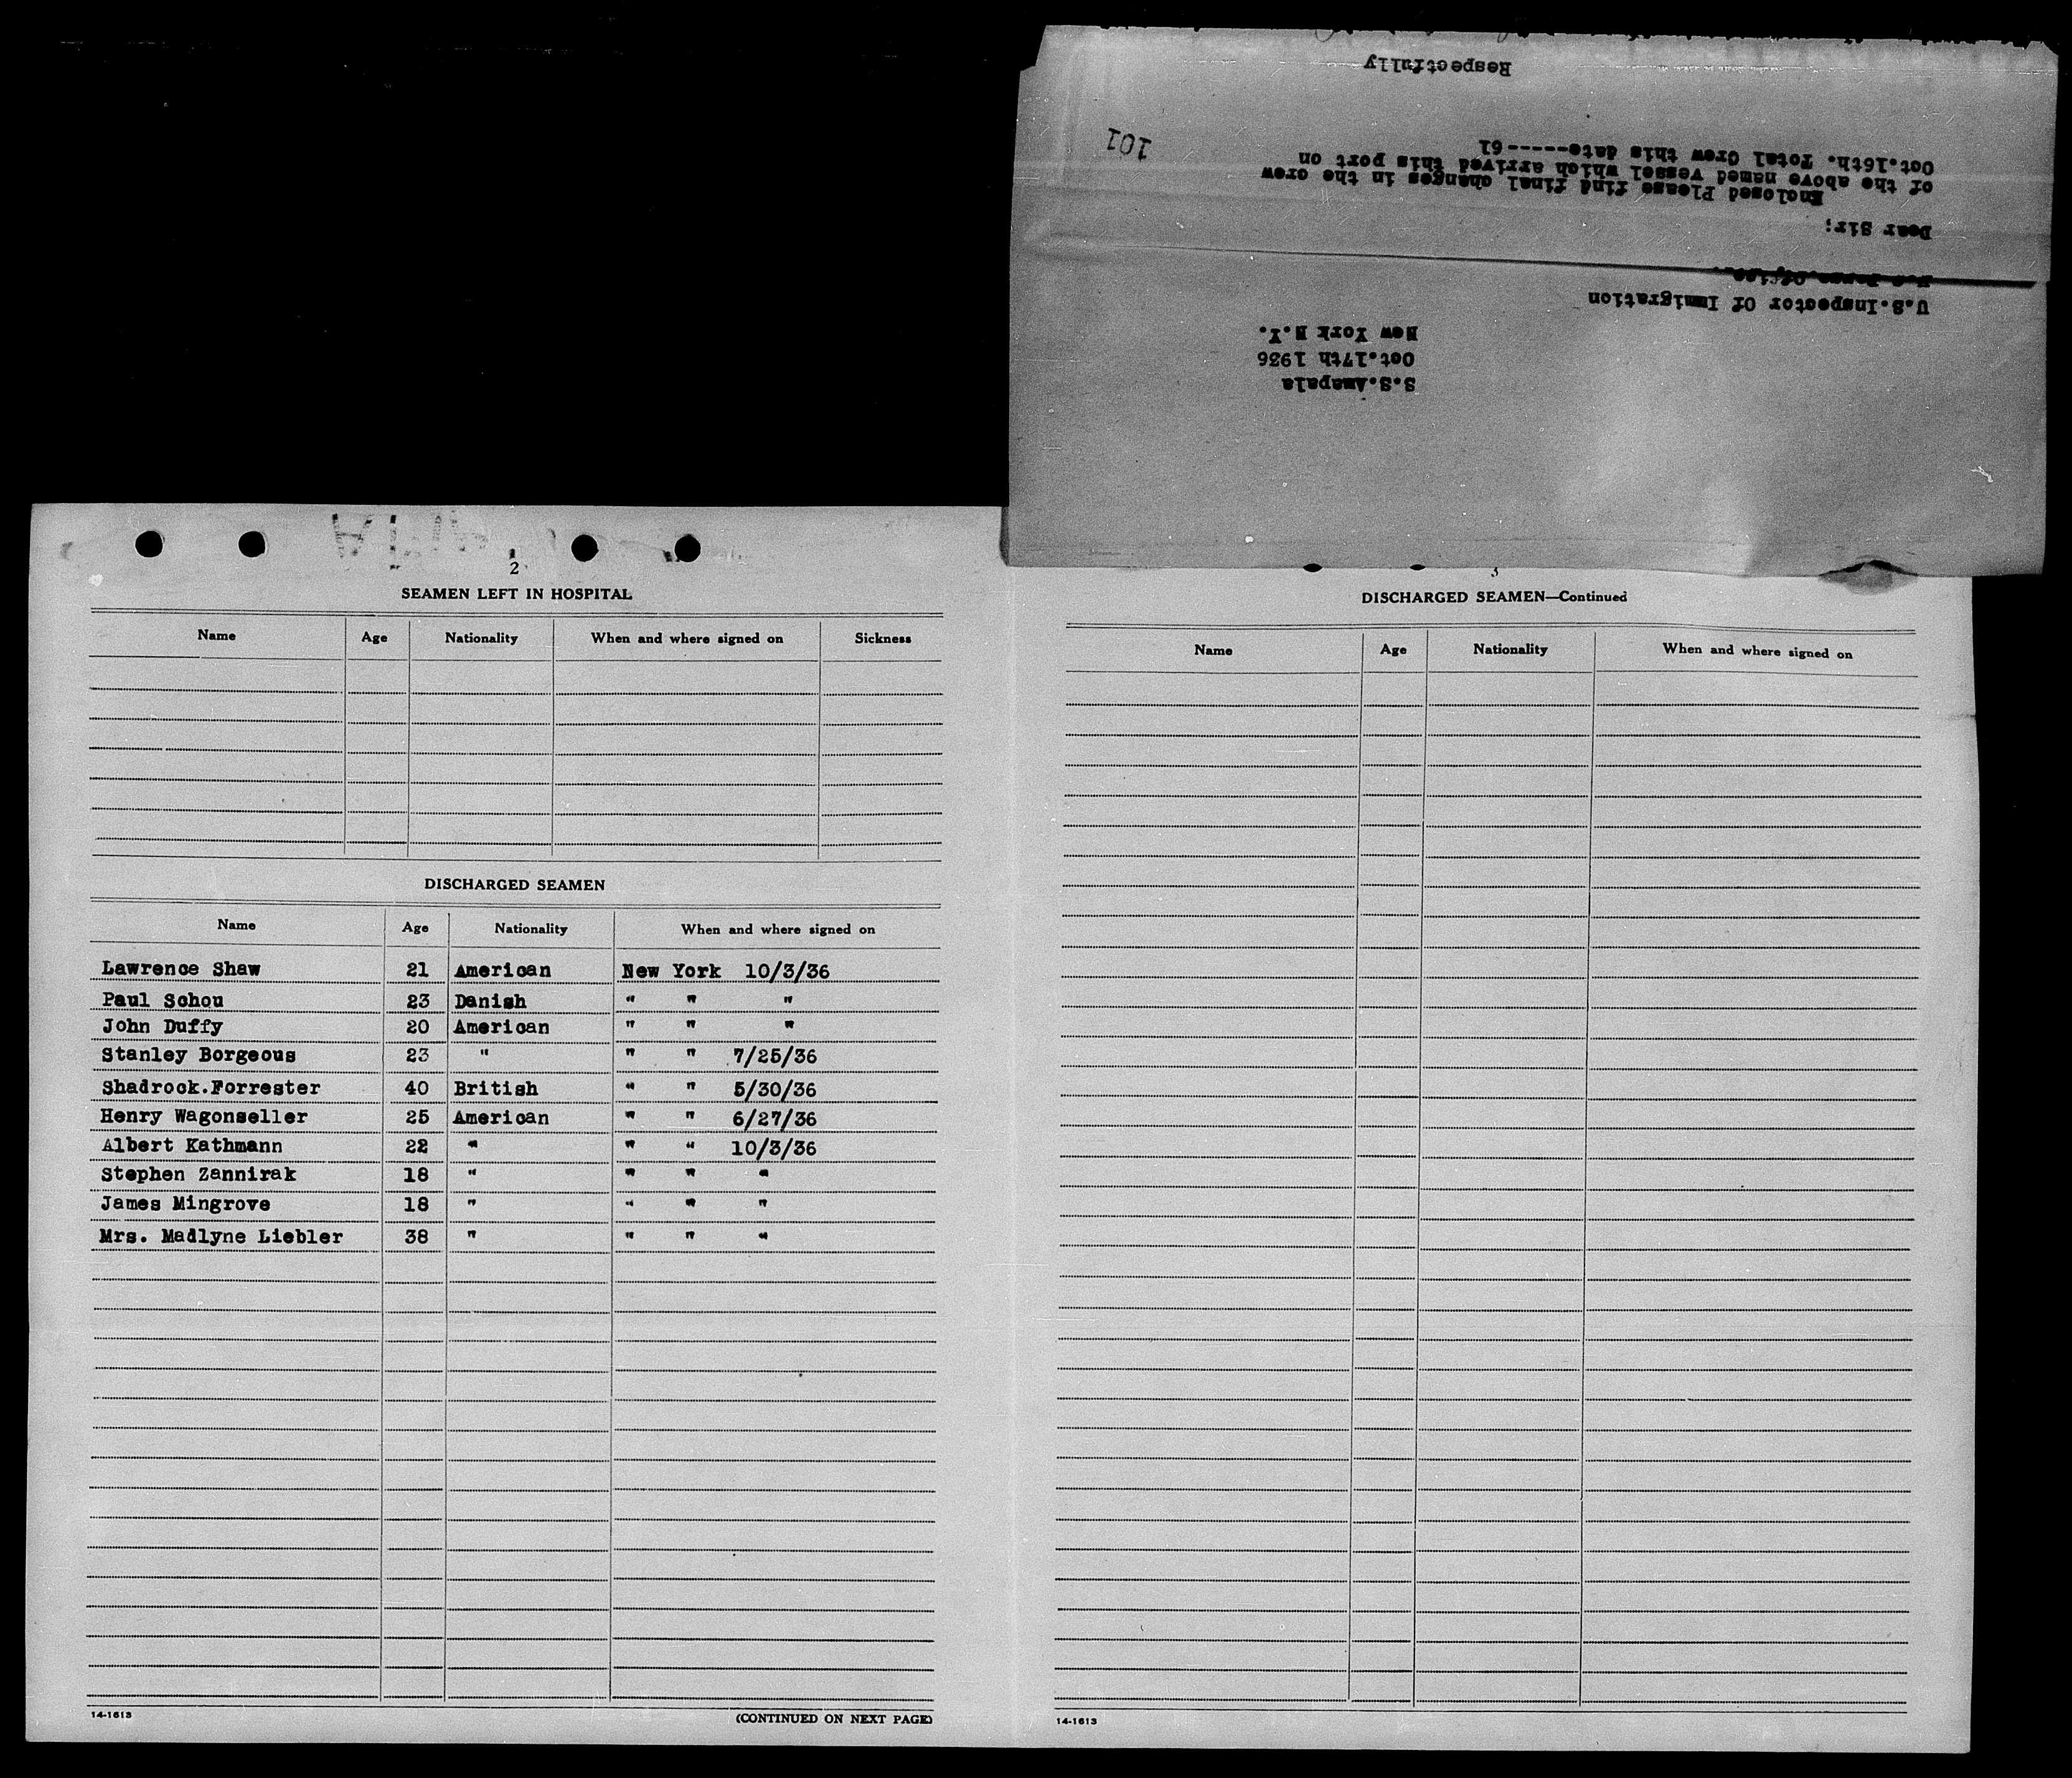 S.S.Amapala
Oct.17th 1936
New York N.Y.
U.S.Inspector Of Immigration
Dear Sir;
Enclosed Please find final changes in the crew
of the above named vessel which arrived this port on
Oct.16th. Total Crew this date-----61
Respectfully
101
2
SEAMEN LEFT IN HOSPITAL
Name Age Nationality When and where signed on Sickness
DISCHARGED SEAMEN
Name Age Nationality When and where signed on
Lawrence Shaw 21 American New York 10/3/36
Paul Schou 23 Danish " " "
John Duffy 20 American " " "
Stanley Borgeous 23 " " " 7/25/36
Shadrock.Forrester 40 British " " 5/30/36
Henry Wagonseller 25 American " " 6/27/36
Albert Kathmann 22 " " " 10/3/36
Stephen Zannirak 18 " " " "
James Mingrove 18 " " " "
Mrs. Madlyne Liebler 38 " " " "
14-1613
(CONTINUED ON NEXT PAGE)
3
DISCHARGED SEAMEN—Continued
Name Age Nationality When and where signed on
14-1613